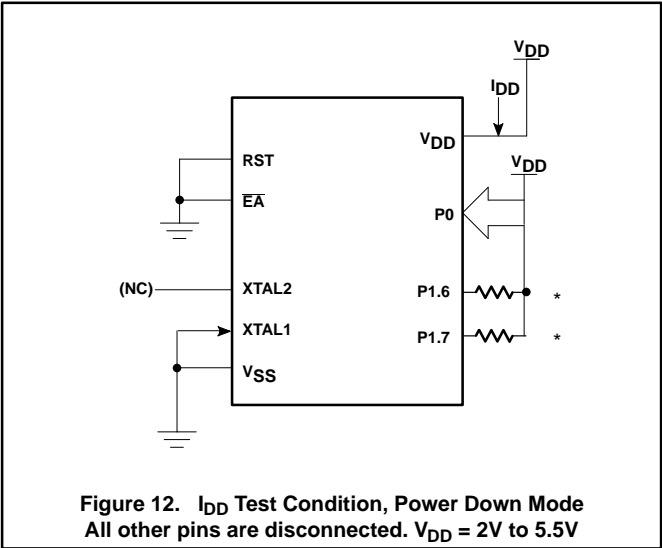 VDD
IDD
VDD
RST
VDD
EA
P0
(NC)
XTAL2
P1.6
*
XTAL1
P1.7
*
VSS
Figure 12. IDD Test Condition, Power Down Mode
All other pins are disconnected. VDD = 2V to 5.5V